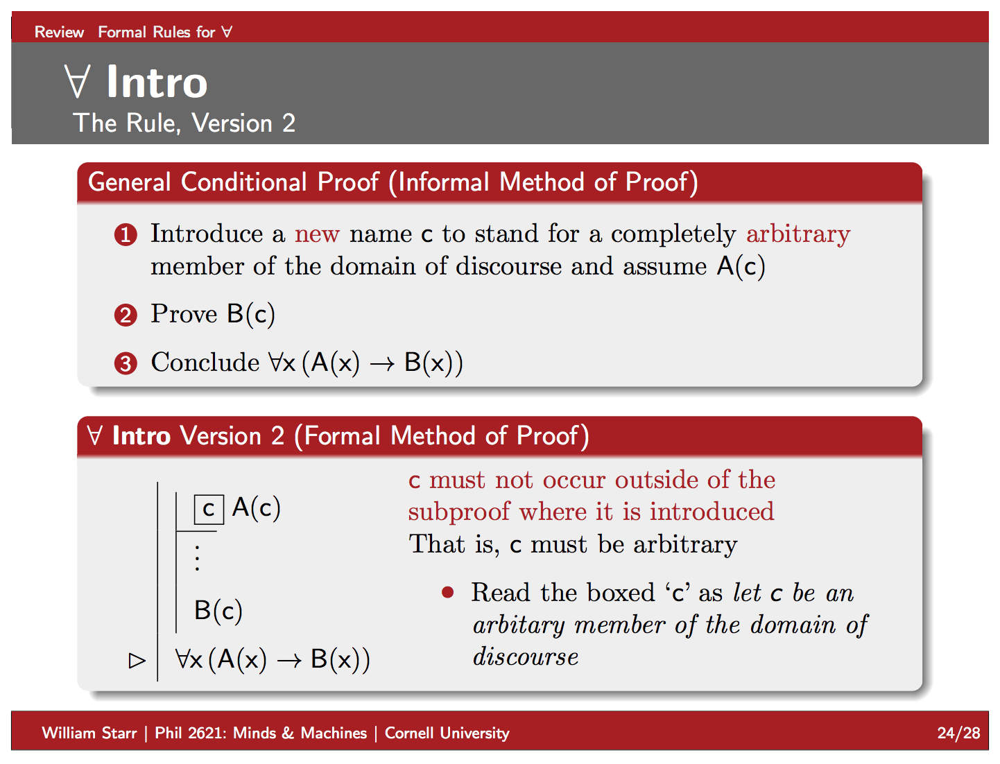 Review Formal Rules for ∀
∀ Intro
The Rule, Version 2
General Conditional Proof (Informal Method of Proof)
1 Introduce a new name c to stand for a completely arbitrary
member of the domain of discourse and assume A(c)
2 Prove B(c)
3 Conclude ∀x (A(x) → B(x))
∀ Intro Version 2 (Formal Method of Proof)
c A(c)
⋮
B(c)
▷ ∀x (A(x) → B(x))
c must not occur outside of the
subproof where it is introduced
That is, c must be arbitrary
• Read the boxed ‘c’ as let c be an
arbitary member of the domain of
discourse
William Starr | Phil 2621: Minds & Machines | Cornell University
24/28